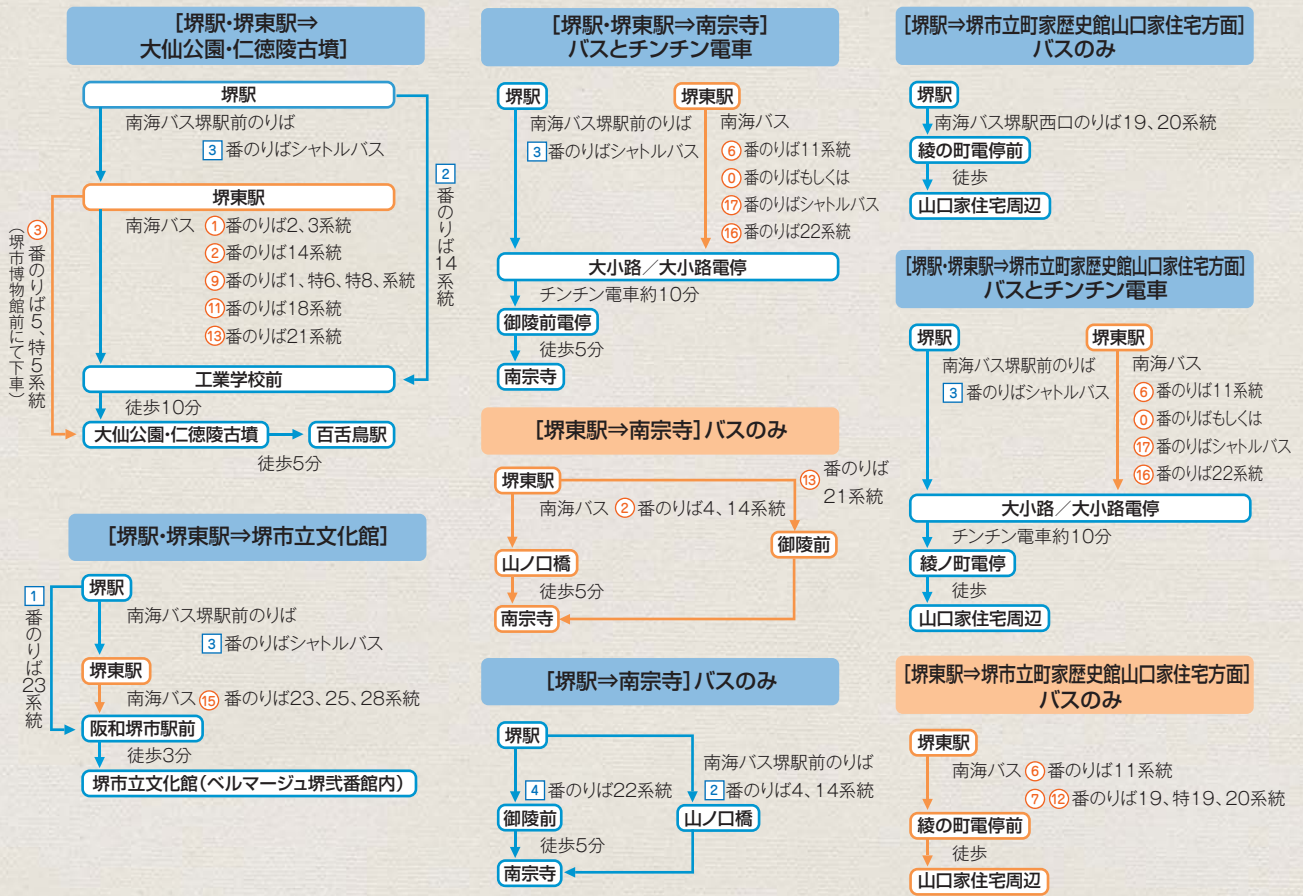 [堺駅・堺東駅⇒
大仙公園・仁徳陵古墳]
堺駅
南海バス堺駅前のりば
3番のりばシャトルバス
2番のりば14系統
堺東駅
南海バス ①番のりば2、3系統
②番のりば14系統
⑨番のりば1、特6、特8、系統
⑪番のりば18系統
⑬番のりば21系統
③番のりば5、特5系統
(堺市博物館前にて下車)
工業学校前
徒歩10分
大仙公園・仁徳陵古墳
百舌鳥駅
徒歩5分
[堺駅・堺東駅⇒堺市立文化館]
堺駅
1番のりば23系統
南海バス堺駅前のりば
3番のりばシャトルバス
堺東駅
南海バス⑮番のりば23、25、28系統
阪和堺市駅前
徒歩3分
堺市立文化館(ベルマージュ堺弐番館内)
[堺駅・堺東駅⇒南宗寺]
バスとチンチン電車
堺駅
堺東駅
南海バス堺駅前のりば
3番のりばシャトルバス
南海バス
⑥番のりば11系統
⓪番のりばもしくは
⑰番のりばシャトルバス
⑯番のりば22系統
大小路/大小路電停
チンチン電車約10分
御陵前電停
徒歩5分
南宗寺
[堺東駅⇒南宗寺]バスのみ
堺東駅
⑬番のりば
21系統
南海バス ②番のりば4、14系統
御陵前
山ノ口橋
徒歩5分
南宗寺
[堺駅⇒南宗寺]バスのみ
堺駅
南海バス堺駅前のりば
4番のりば22系統
2番のりば4、14系統
御陵前
山ノ口橋
徒歩5分
南宗寺
[堺駅⇒堺市立町家歴史館山口家住宅方面]
バスのみ
堺駅
南海バス堺駅西口のりば19、20系統
綾の町電停前
徒歩
山口家住宅周辺
[堺駅・堺東駅⇒堺市立町家歴史館山口家住宅方面]
バスとチンチン電車
堺駅
堺東駅
南海バス堺駅前のりば
3番のりばシャトルバス
南海バス
⑥番のりば11系統
⓪番のりばもしくは
⑰番のりばシャトルバス
⑯番のりば22系統
大小路/大小路電停
チンチン電車約10分
綾ノ町電停
徒歩
山口家住宅周辺
[堺東駅⇒堺市立町家歴史館山口家住宅方面]
バスのみ
堺東駅
南海バス ⑥番のりば11系統
⑦⑫番のりば19、特19、20系統
綾の町電停前
徒歩
山口家住宅周辺